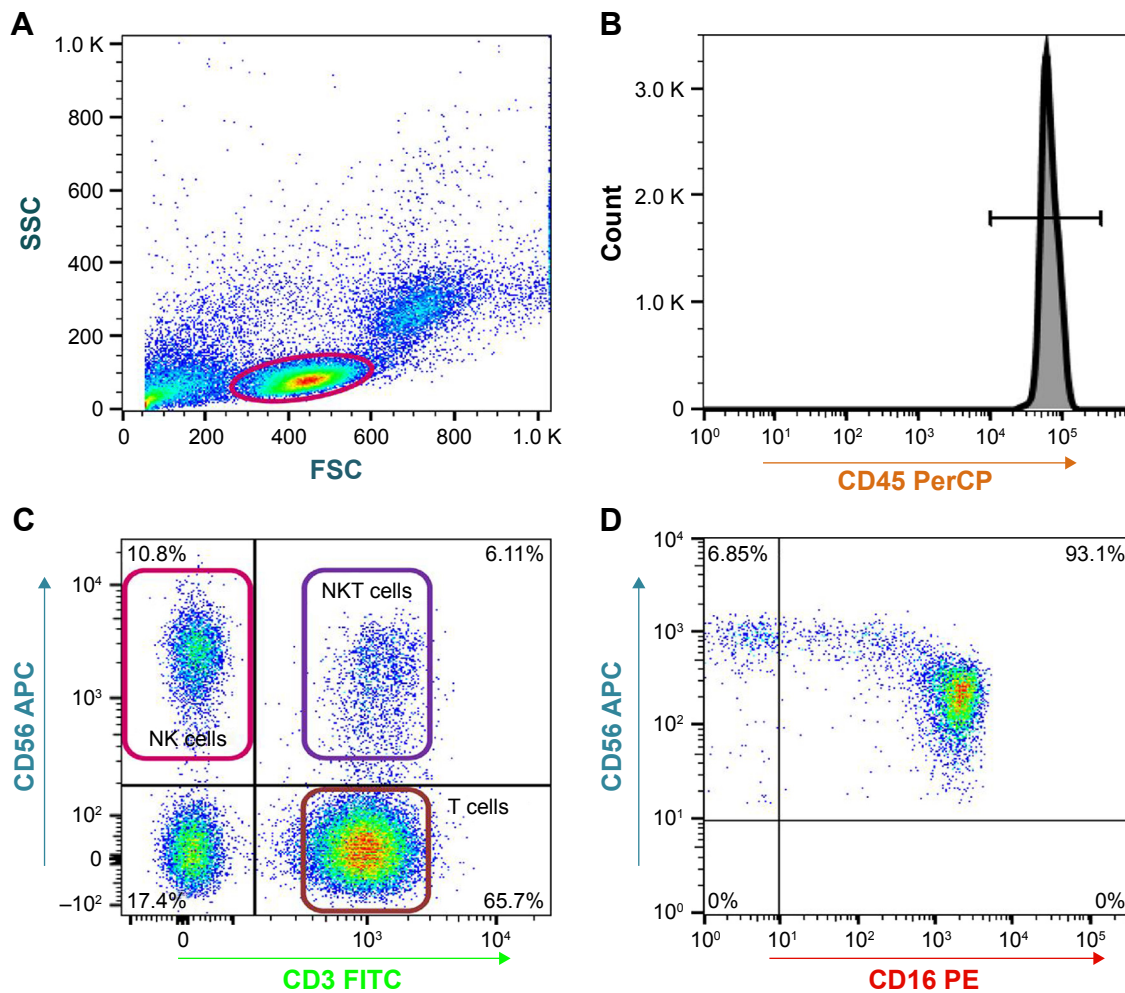 A
SSC
1.0 K
800
600
400
200
0
0 200 400 600 800 1.0 K
FSC
B
Count
3.0 K
2.0 K
1.0 K
0
10⁰ 10¹ 10² 10³ 10⁴ 10⁵
CD45 PerCP
C
CD56 APC
10.8% 6.11%
10⁴
NKT cells
10³
NK cells
T cells
10²
0
–10²
17.4% 65.7%
0 10³ 10⁴
CD3 FITC
D
CD56 APC
10⁴
6.85% 93.1%
10³
10²
10¹
0% 0%
10⁰
10⁰ 10¹ 10² 10³ 10⁴ 10⁵
CD16 PE